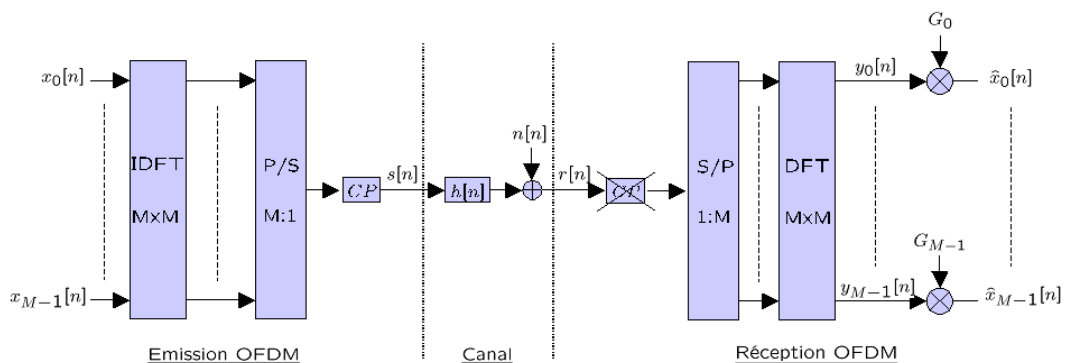 x_0[n]
x_{M-1}[n]
IDFT
MxM
P/S
M:1
CP
s[n]
h[n]
n[n]
r[n]
CP
S/P
1:M
DFT
MxM
y_0[n]
y_{M-1}[n]
G_0
G_{M-1}
x̂_0[n]
x̂_{M-1}[n]
Emission OFDM
Canal
Réception OFDM